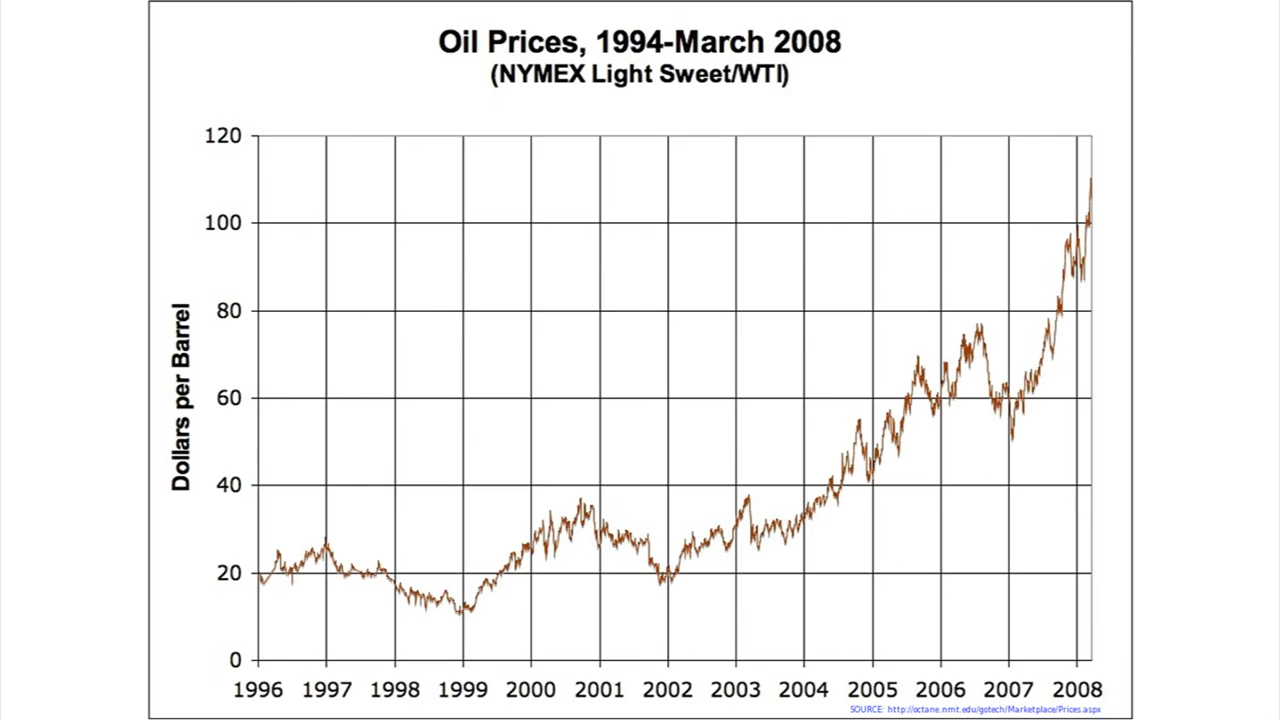 Oil Prices, 1994-March 2008
(NYMEX Light Sweet/WTI)
Dollars per Barrel
120
100
80
60
40
20
0
1996 1997 1998 1999 2000 2001 2002 2003 2004 2005 2006 2007 2008
SOURCE: http://octane.nmt.edu/gotech/Marketplace/Prices.aspx